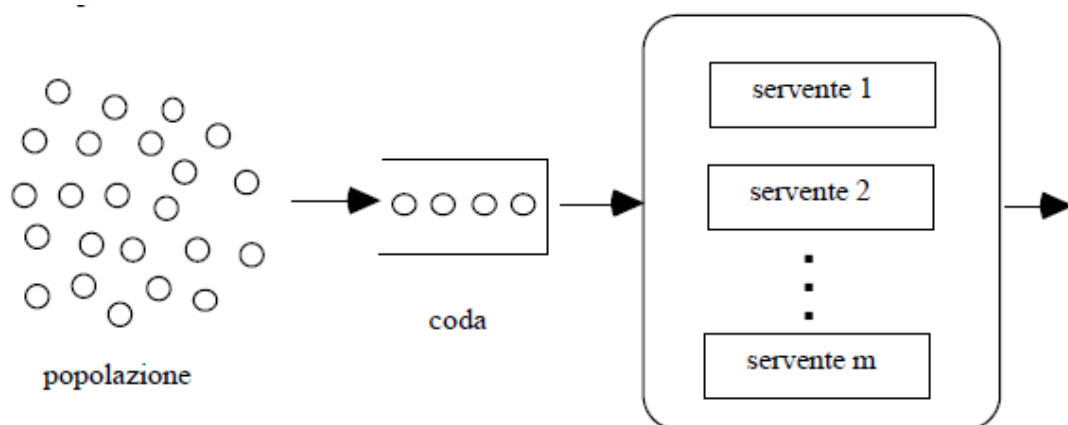 servente 1
servente 2
servente m
coda
popolazione